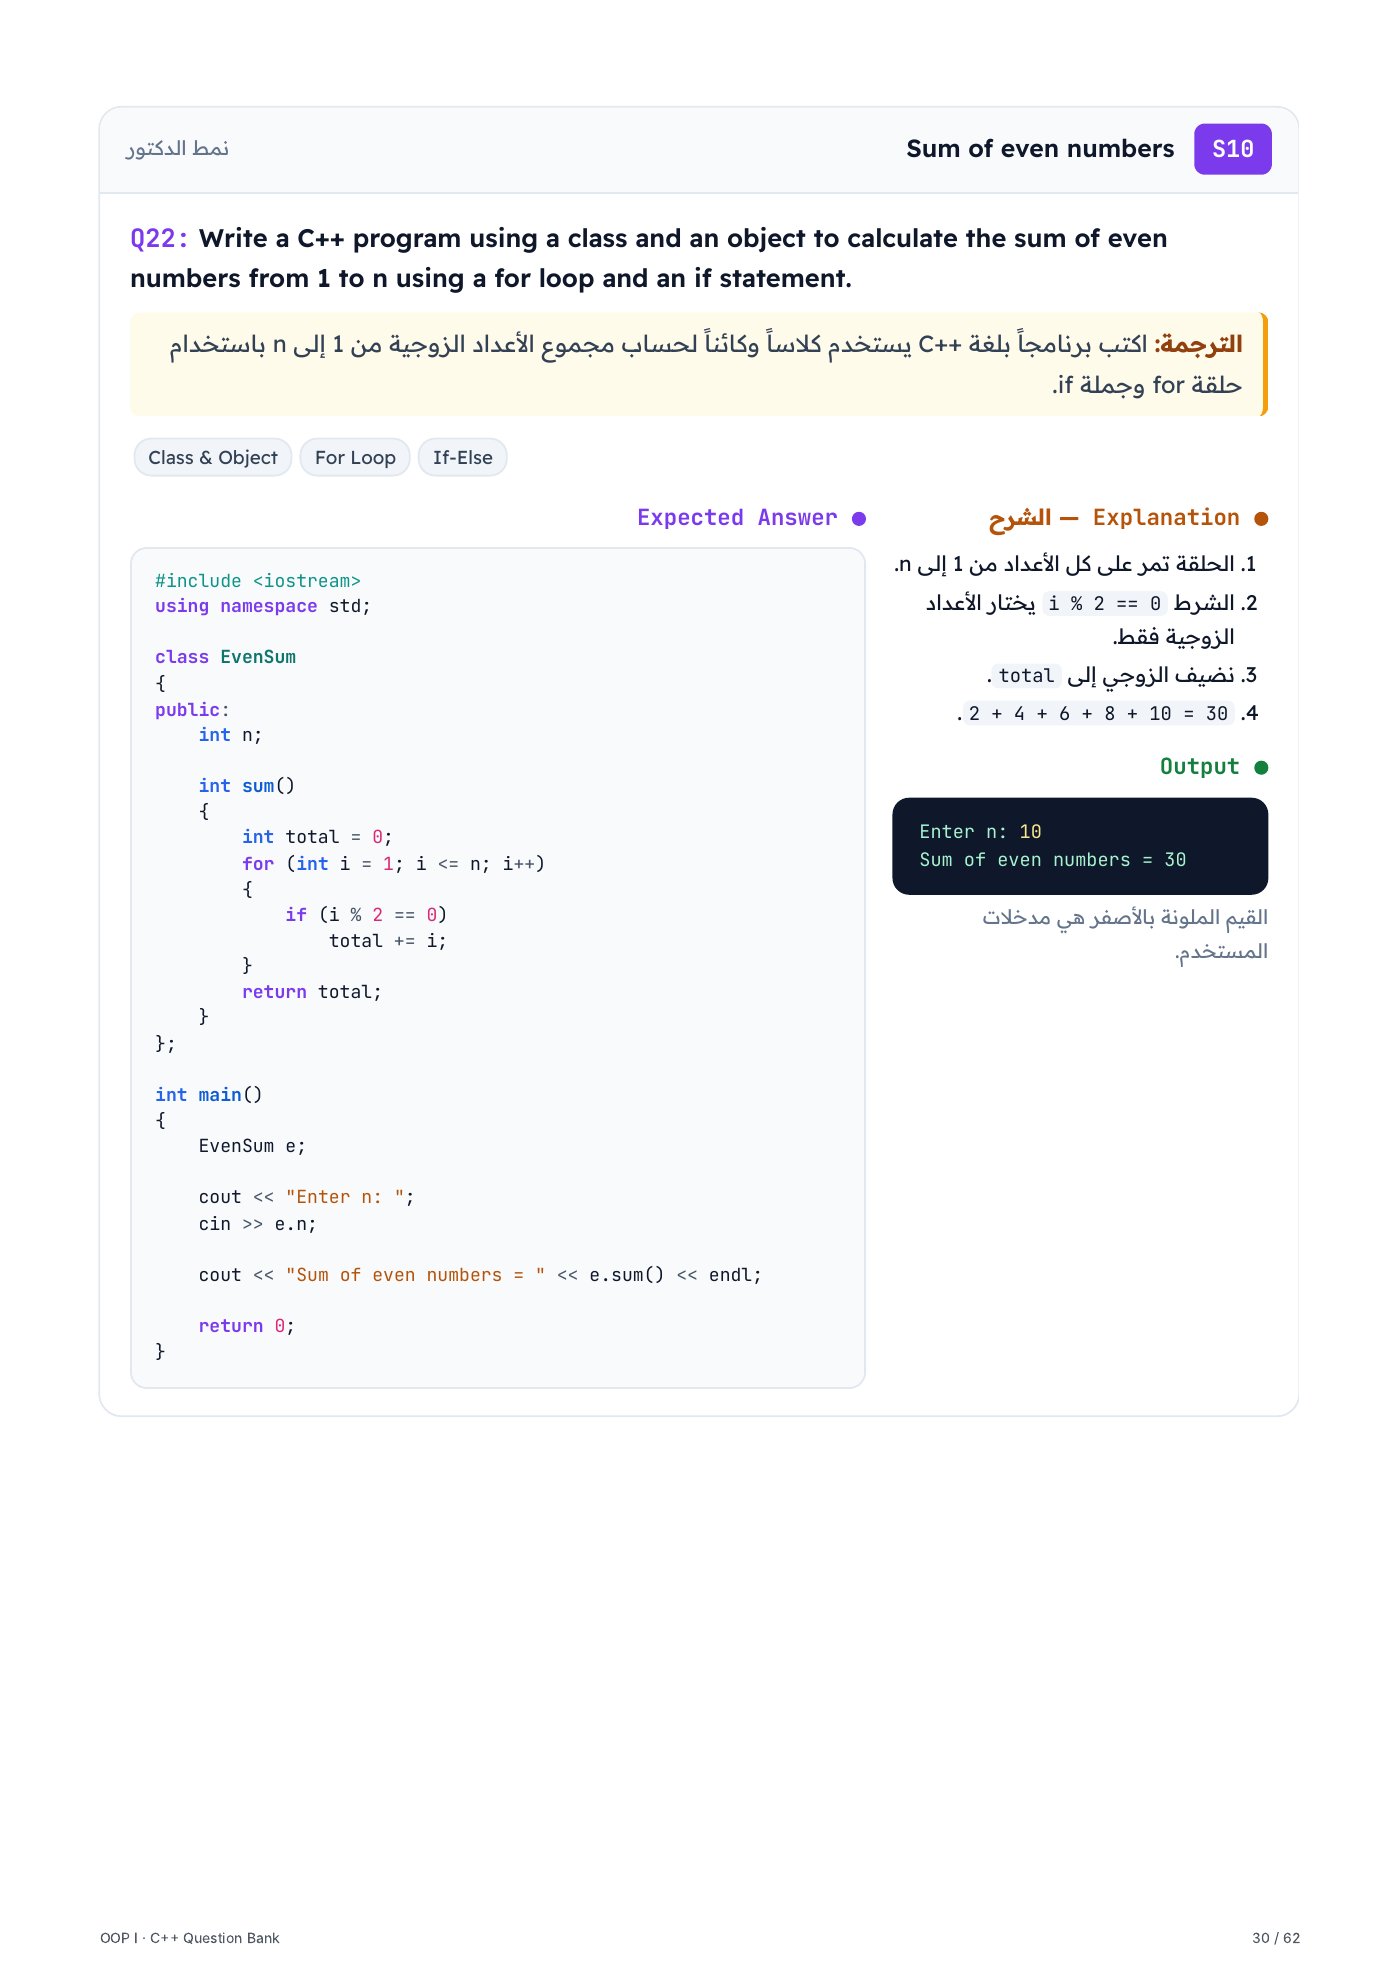 S10 Sum of even numbers
نمط الدكتور
Q22: Write a C++ program using a class and an object to calculate the sum of even
numbers from 1 to n using a for loop and an if statement.
الترجمة: اكتب برنامجاً بلغة C++ يستخدم كلاساً وكائناً لحساب مجموع الأعداد الزوجية من 1 إلى n باستخدام
حلقة for وجملة if.
Class & Object
For Loop
If-Else
Expected Answer
#include <iostream>
using namespace std;
class EvenSum
{
public:
    int n;
    int sum()
    {
        int total = 0;
        for (int i = 1; i <= n; i++)
        {
            if (i % 2 == 0)
                total += i;
        }
        return total;
    }
};
int main()
{
    EvenSum e;
    cout << "Enter n: ";
    cin >> e.n;
    cout << "Sum of even numbers = " << e.sum() << endl;
    return 0;
}
Explanation — الشرح
1. الحلقة تمر على كل الأعداد من 1 إلى n.
2. الشرط i % 2 == 0 يختار الأعداد
الزوجية فقط.
3. نضيف الزوجي إلى total.
4. 2 + 4 + 6 + 8 + 10 = 30.
Output
Enter n: 10
Sum of even numbers = 30
القيم الملونة بالأصفر هي مدخلات
المستخدم.
OOP I · C++ Question Bank
30 / 62